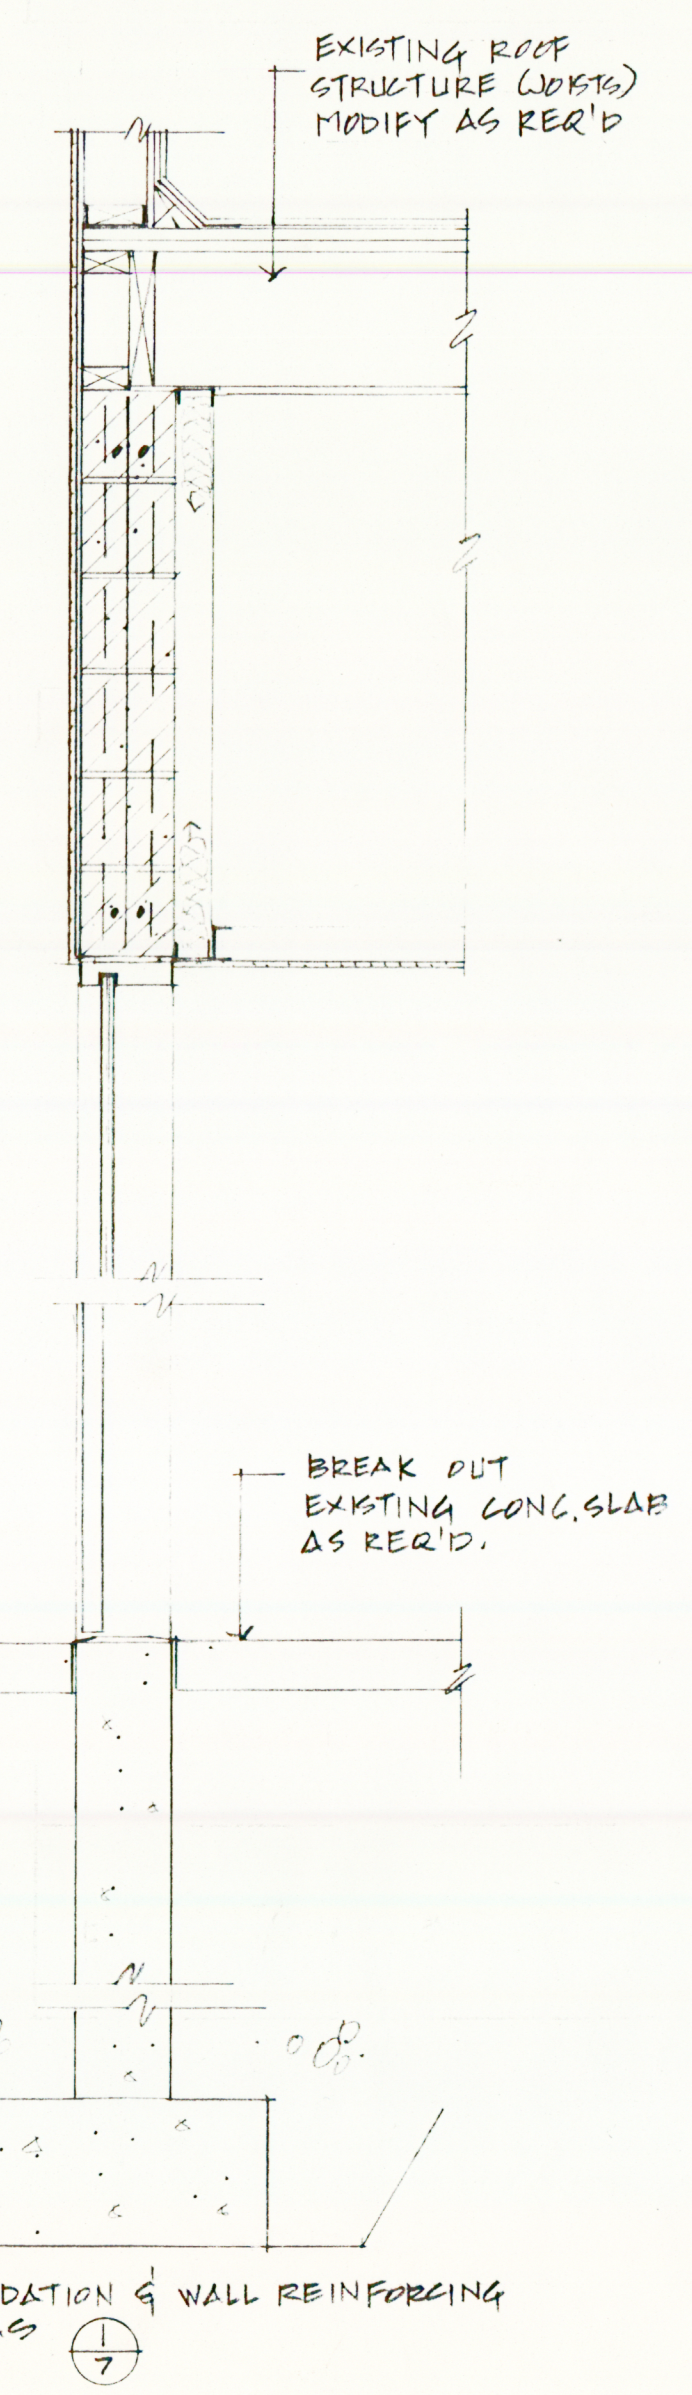 EXISTING ROOF
STRUCTURE (JOISTS)
MODIFY AS REQ'D
BREAK OUT
EXISTING CONC. SLAB
AS REQ'D.
DATION & WALL REINFORCING
S
1
7